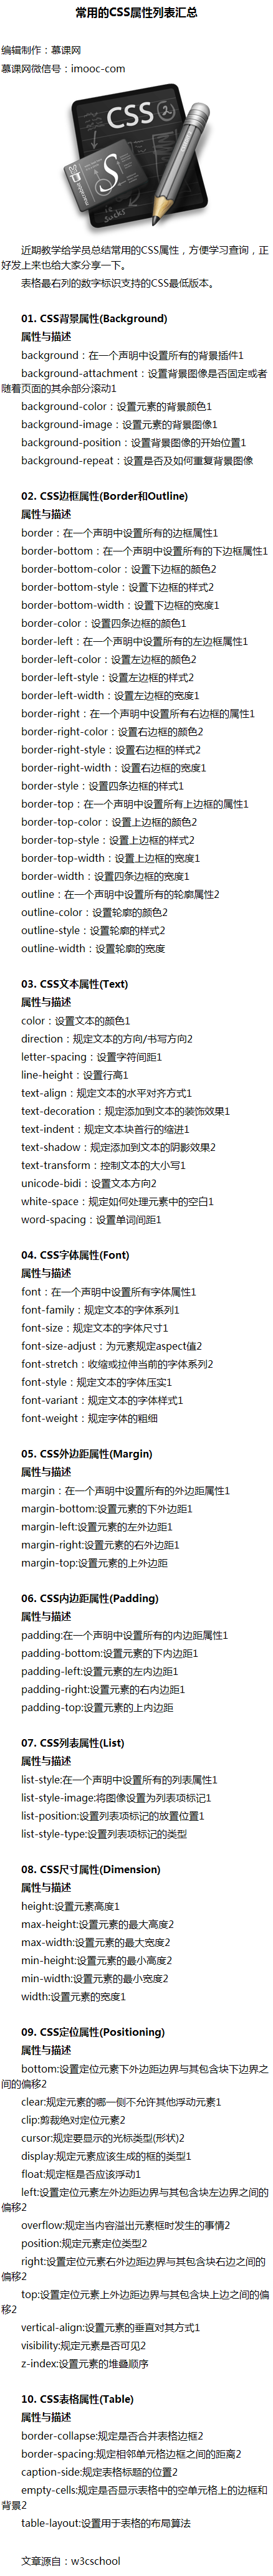 常用的CSS属性列表汇总
编辑制作：慕课网
慕课网微信号：imooc-com
CSS
2
S
近期教学给学员总结常用的CSS属性，方便学习查询，正
好发上来也给大家分享一下。
表格最右列的数字标识支持的CSS最低版本。
01. CSS背景属性(Background)
属性与描述
background：在一个声明中设置所有的背景插件1
background-attachment：设置背景图像是否固定或者
随着页面的其余部分滚动1
background-color：设置元素的背景颜色1
background-image：设置元素的背景图像1
background-position：设置背景图像的开始位置1
background-repeat：设置是否及如何重复背景图像
02. CSS边框属性(Border和Outline)
属性与描述
border：在一个声明中设置所有的边框属性1
border-bottom：在一个声明中设置所有的下边框属性1
border-bottom-color：设置下边框的颜色2
border-bottom-style：设置下边框的样式2
border-bottom-width：设置下边框的宽度1
border-color：设置四条边框的颜色1
border-left：在一个声明中设置所有的左边框属性1
border-left-color：设置左边框的颜色2
border-left-style：设置左边框的样式2
border-left-width：设置左边框的宽度1
border-right：在一个声明中设置所有右边框的属性1
border-right-color：设置右边框的颜色2
border-right-style：设置右边框的样式2
border-right-width：设置右边框的宽度1
border-style：设置四条边框的样式1
border-top：在一个声明中设置所有上边框的属性1
border-top-color：设置上边框的颜色2
border-top-style：设置上边框的样式2
border-top-width：设置上边框的宽度1
border-width：设置四条边框的宽度1
outline：在一个声明中设置所有的轮廓属性2
outline-color：设置轮廓的颜色2
outline-style：设置轮廓的样式2
outline-width：设置轮廓的宽度
03. CSS文本属性(Text)
属性与描述
color：设置文本的颜色1
direction：规定文本的方向/书写方向2
letter-spacing：设置字符间距1
line-height：设置行高1
text-align：规定文本的水平对齐方式1
text-decoration：规定添加到文本的装饰效果1
text-indent：规定文本块首行的缩进1
text-shadow：规定添加到文本的阴影效果2
text-transform：控制文本的大小写1
unicode-bidi：设置文本方向2
white-space：规定如何处理元素中的空白1
word-spacing：设置单词间距1
04. CSS字体属性(Font)
属性与描述
font：在一个声明中设置所有字体属性1
font-family：规定文本的字体系列1
font-size：规定文本的字体尺寸1
font-size-adjust：为元素规定aspect值2
font-stretch：收缩或拉伸当前的字体系列2
font-style：规定文本的字体压实1
font-variant：规定文本的字体样式1
font-weight：规定字体的粗细
05. CSS外边距属性(Margin)
属性与描述
margin：在一个声明中设置所有的外边距属性1
margin-bottom:设置元素的下外边距1
margin-left:设置元素的左外边距1
margin-right:设置元素的右外边距1
margin-top:设置元素的上外边距
06. CSS内边距属性(Padding)
属性与描述
padding:在一个声明中设置所有的内边距属性1
padding-bottom:设置元素的下内边距1
padding-left:设置元素的左内边距1
padding-right:设置元素的右内边距1
padding-top:设置元素的上内边距
07. CSS列表属性(List)
属性与描述
list-style:在一个声明中设置所有的列表属性1
list-style-image:将图像设置为列表项标记1
list-position:设置列表项标记的放置位置1
list-style-type:设置列表项标记的类型
08. CSS尺寸属性(Dimension)
属性与描述
height:设置元素高度1
max-height:设置元素的最大高度2
max-width:设置元素的最大宽度2
min-height:设置元素的最小高度2
min-width:设置元素的最小宽度2
width:设置元素的宽度1
09. CSS定位属性(Positioning)
属性与描述
bottom:设置定位元素下外边距边界与其包含块下边界之
间的偏移2
clear:规定元素的哪一侧不允许其他浮动元素1
clip:剪裁绝对定位元素2
cursor:规定要显示的光标类型(形状)2
display:规定元素应该生成的框的类型1
float:规定框是否应该浮动1
left:设置定位元素左外边距边界与其包含块左边界之间的
偏移2
overflow:规定当内容溢出元素框时发生的事情2
position:规定元素定位类型2
right:设置定位元素右外边距边界与其包含块右边之间的
偏移2
top:设置定位元素上外边距边界与其包含块上边之间的偏
移2
vertical-align:设置元素的垂直对其方式1
visibility:规定元素是否可见2
z-index:设置元素的堆叠顺序
10. CSS表格属性(Table)
属性与描述
border-collapse:规定是否合并表格边框2
border-spacing:规定相邻单元格边框之间的距离2
caption-side:规定表格标题的位置2
empty-cells:规定是否显示表格中的空单元格上的边框和
背景2
table-layout:设置用于表格的布局算法
文章源自：w3cschool